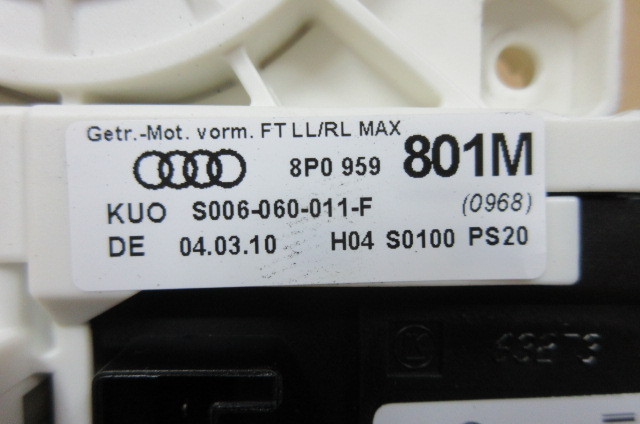 Getr.-Mot. vorm. FT LL/RL MAX
8P0 959 801M
KUO S006-060-011-F (0968)
DE 04.03.10 H04 S0100 PS20